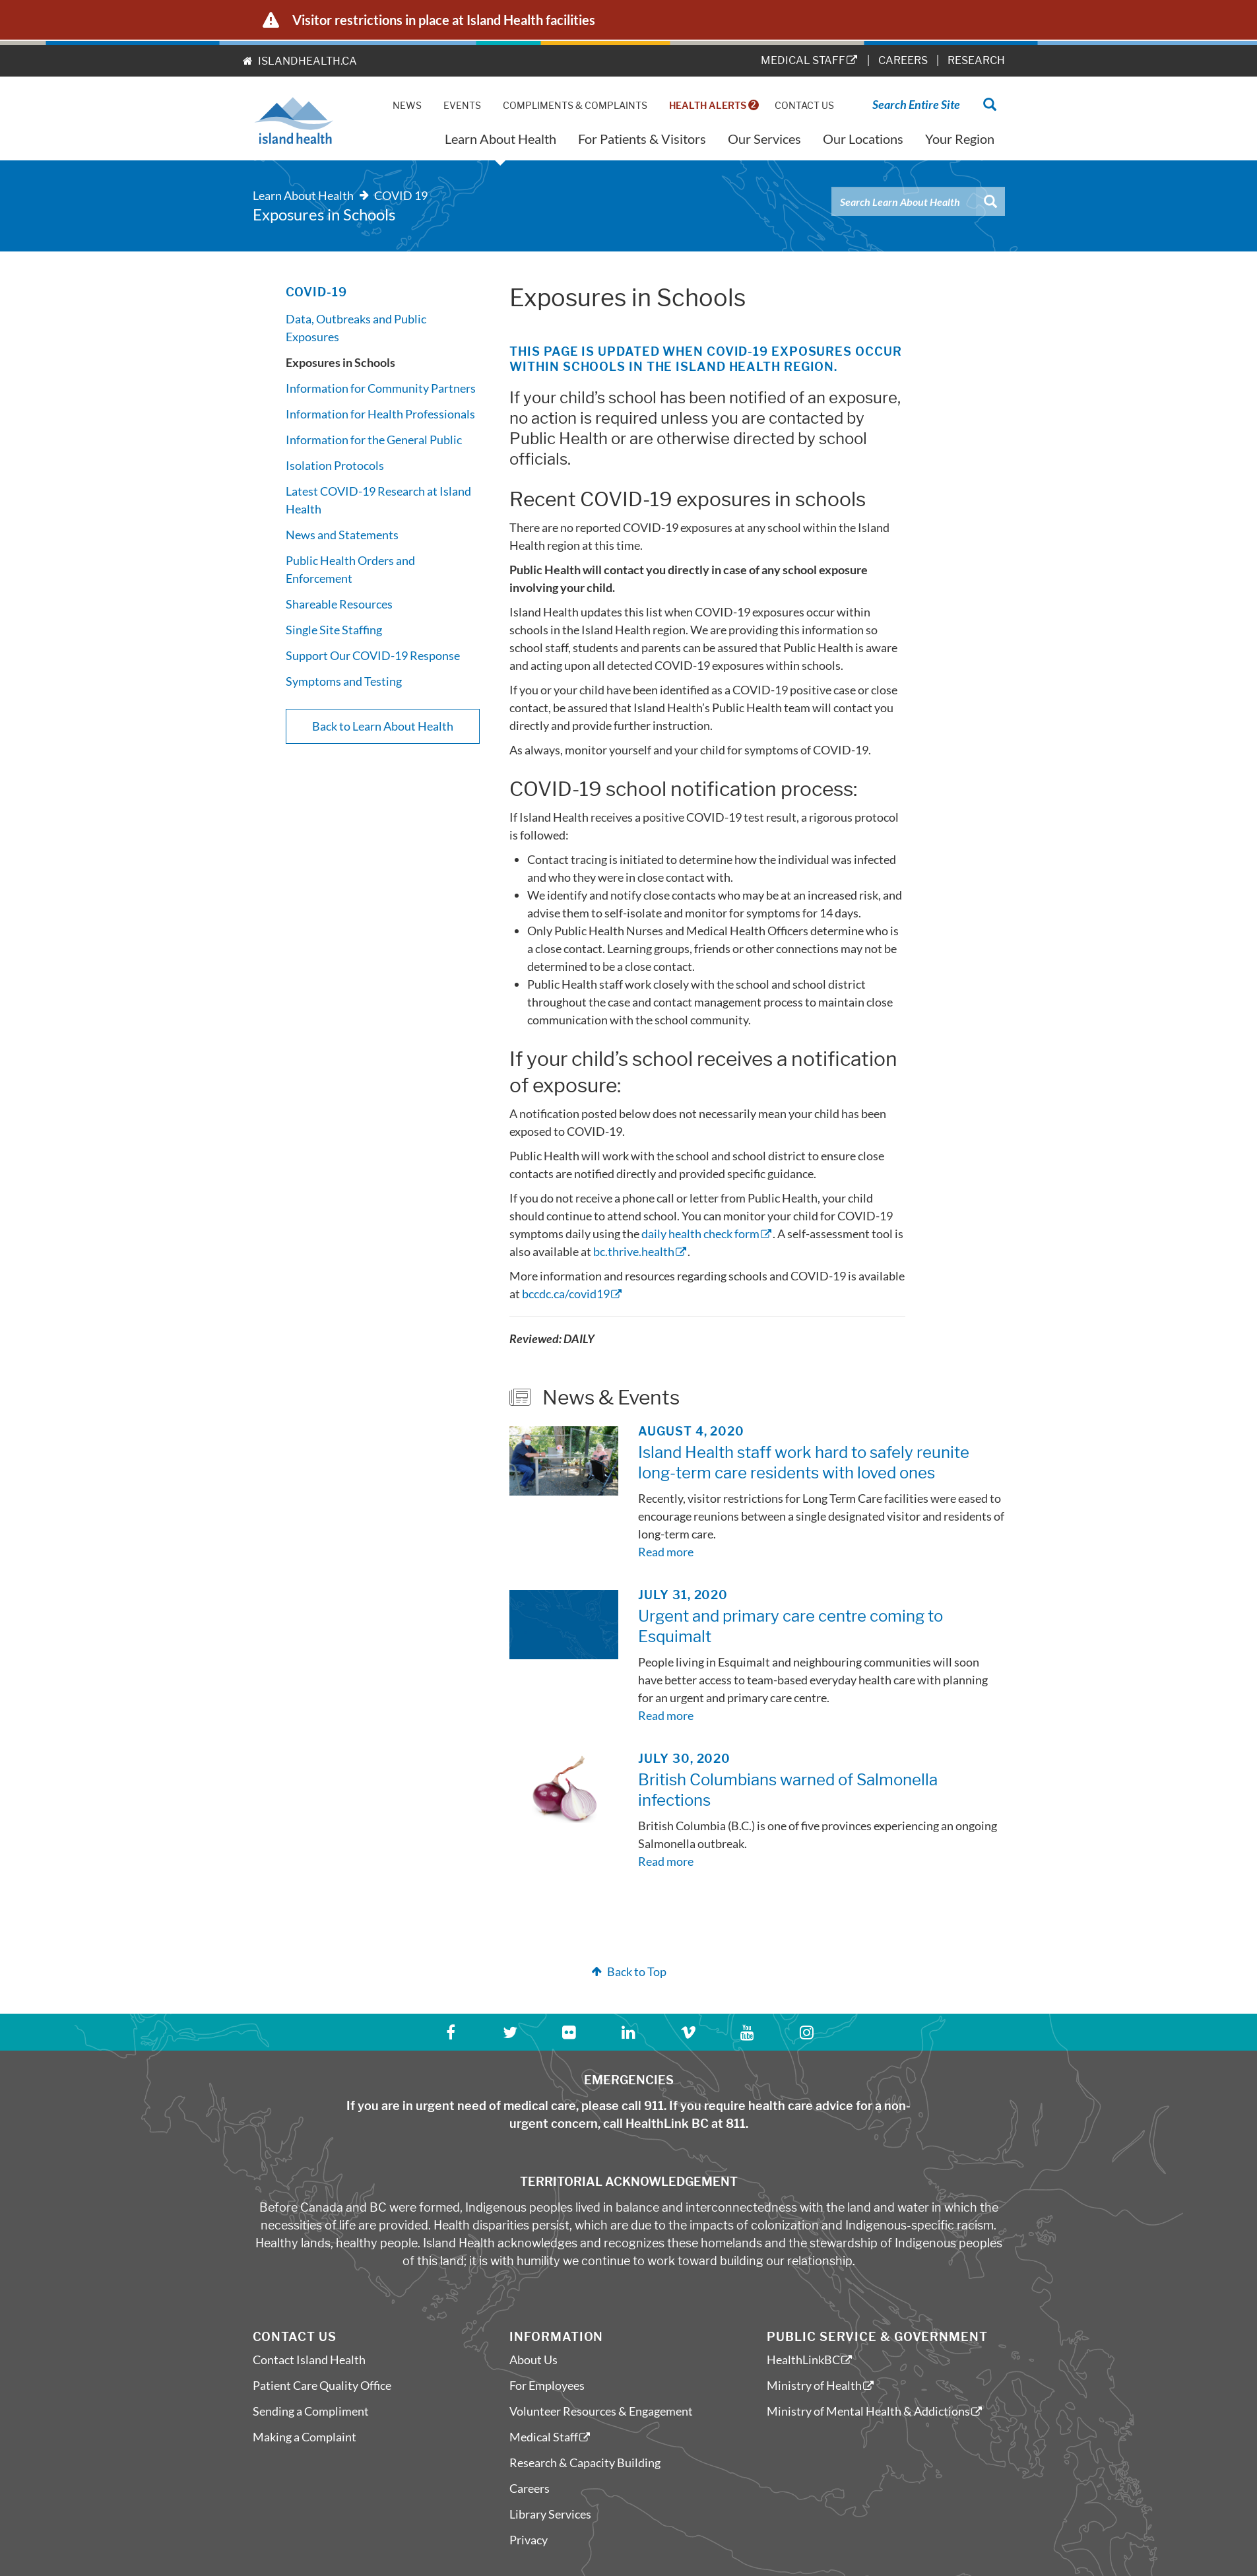 Visitor restrictions in place at Island Health facilities
ISLANDHEALTH.CA
MEDICAL STAFF | CAREERS | RESEARCH
island health
NEWS EVENTS COMPLIMENTS & COMPLAINTS HEALTH ALERTS 2 CONTACT US Search Entire Site
Learn About Health For Patients & Visitors Our Services Our Locations Your Region
Learn About Health COVID 19
Exposures in Schools
Search Learn About Health
COVID-19
Data, Outbreaks and Public
Exposures
Exposures in Schools
Information for Community Partners
Information for Health Professionals
Information for the General Public
Isolation Protocols
Latest COVID-19 Research at Island
Health
News and Statements
Public Health Orders and
Enforcement
Shareable Resources
Single Site Staffing
Support Our COVID-19 Response
Symptoms and Testing
Back to Learn About Health
Exposures in Schools
THIS PAGE IS UPDATED WHEN COVID-19 EXPOSURES OCCUR
WITHIN SCHOOLS IN THE ISLAND HEALTH REGION.
If your child’s school has been notified of an exposure,
no action is required unless you are contacted by
Public Health or are otherwise directed by school
officials.
Recent COVID-19 exposures in schools
There are no reported COVID-19 exposures at any school within the Island
Health region at this time.
Public Health will contact you directly in case of any school exposure
involving your child.
Island Health updates this list when COVID-19 exposures occur within
schools in the Island Health region. We are providing this information so
school staff, students and parents can be assured that Public Health is aware
and acting upon all detected COVID-19 exposures within schools.
If you or your child have been identified as a COVID-19 positive case or close
contact, be assured that Island Health’s Public Health team will contact you
directly and provide further instruction.
As always, monitor yourself and your child for symptoms of COVID-19.
COVID-19 school notification process:
If Island Health receives a positive COVID-19 test result, a rigorous protocol
is followed:
• Contact tracing is initiated to determine how the individual was infected
and who they were in close contact with.
• We identify and notify close contacts who may be at an increased risk, and
advise them to self-isolate and monitor for symptoms for 14 days.
• Only Public Health Nurses and Medical Health Officers determine who is
a close contact. Learning groups, friends or other connections may not be
determined to be a close contact.
• Public Health staff work closely with the school and school district
throughout the case and contact management process to maintain close
communication with the school community.
If your child’s school receives a notification
of exposure:
A notification posted below does not necessarily mean your child has been
exposed to COVID-19.
Public Health will work with the school and school district to ensure close
contacts are notified directly and provided specific guidance.
If you do not receive a phone call or letter from Public Health, your child
should continue to attend school. You can monitor your child for COVID-19
symptoms daily using the daily health check form. A self-assessment tool is
also available at bc.thrive.health.
More information and resources regarding schools and COVID-19 is available
at bccdc.ca/covid19
Reviewed: DAILY
News & Events
AUGUST 4, 2020
Island Health staff work hard to safely reunite
long-term care residents with loved ones
Recently, visitor restrictions for Long Term Care facilities were eased to
encourage reunions between a single designated visitor and residents of
long-term care.
Read more
JULY 31, 2020
Urgent and primary care centre coming to
Esquimalt
People living in Esquimalt and neighbouring communities will soon
have better access to team-based everyday health care with planning
for an urgent and primary care centre.
Read more
JULY 30, 2020
British Columbians warned of Salmonella
infections
British Columbia (B.C.) is one of five provinces experiencing an ongoing
Salmonella outbreak.
Read more
Back to Top
EMERGENCIES
If you are in urgent need of medical care, please call 911. If you require health care advice for a non-
urgent concern, call HealthLink BC at 811.
TERRITORIAL ACKNOWLEDGEMENT
Before Canada and BC were formed, Indigenous peoples lived in balance and interconnectedness with the land and water in which the
necessities of life are provided. Health disparities persist, which are due to the impacts of colonization and Indigenous-specific racism.
Healthy lands, healthy people. Island Health acknowledges and recognizes these homelands and the stewardship of Indigenous peoples
of this land; it is with humility we continue to work toward building our relationship.
CONTACT US
Contact Island Health
Patient Care Quality Office
Sending a Compliment
Making a Complaint
INFORMATION
About Us
For Employees
Volunteer Resources & Engagement
Medical Staff
Research & Capacity Building
Careers
Library Services
Privacy
PUBLIC SERVICE & GOVERNMENT
HealthLinkBC
Ministry of Health
Ministry of Mental Health & Addictions